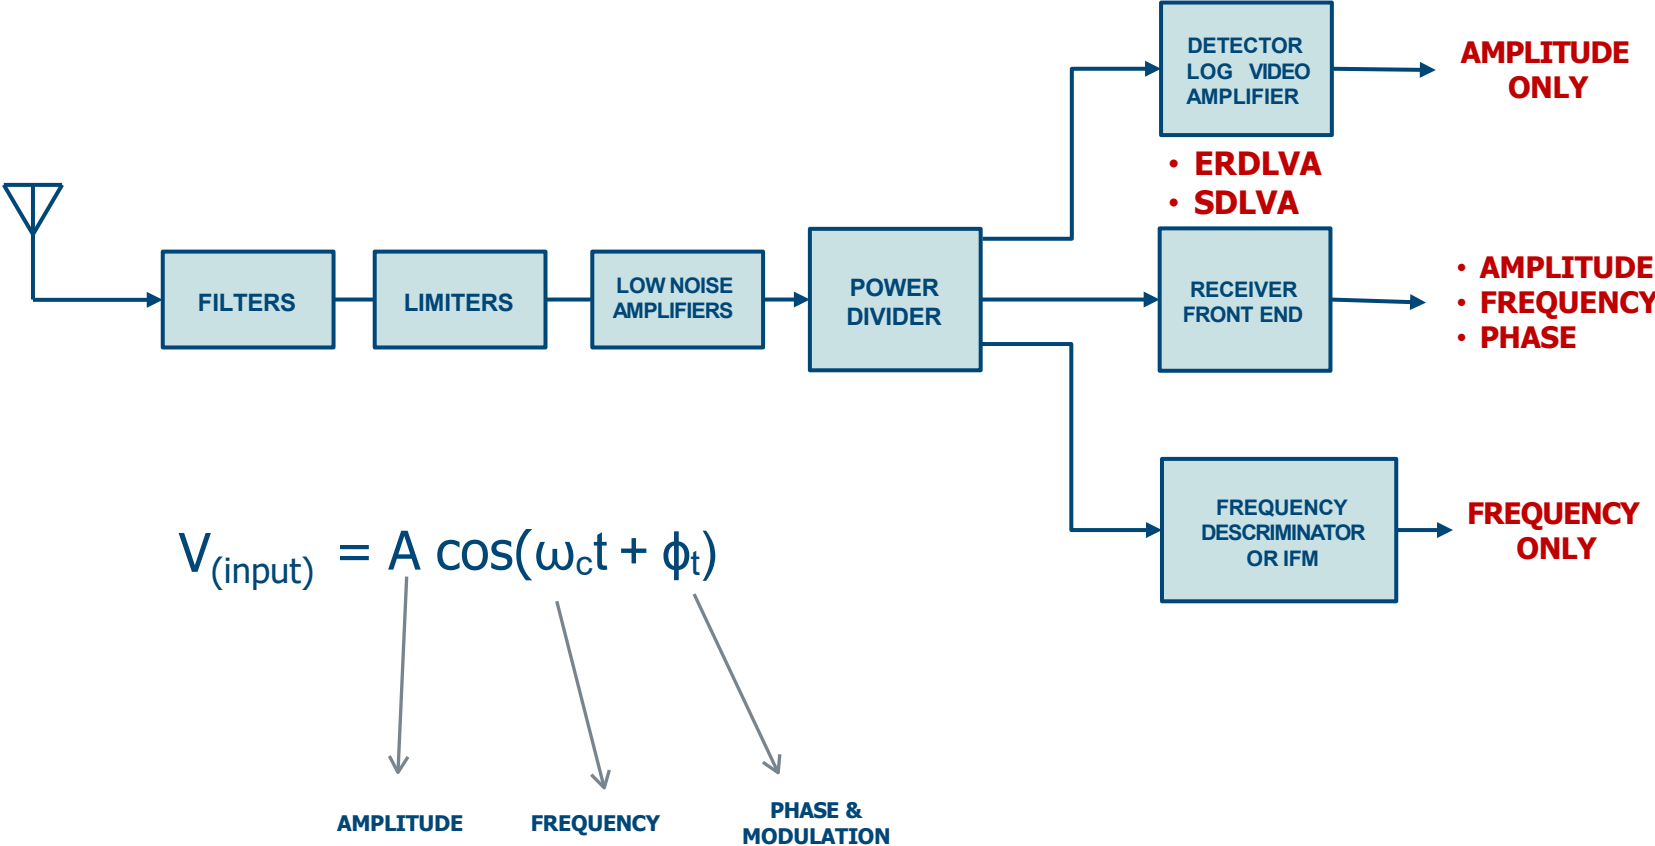 DETECTOR
LOG VIDEO
AMPLIFIER
AMPLITUDE
ONLY
• ERDLVA
• SDLVA
FILTERS
LIMITERS
LOW NOISE
AMPLIFIERS
POWER
DIVIDER
RECEIVER
FRONT END
• AMPLITUDE
• FREQUENCY
• PHASE
FREQUENCY
DESCRIMINATOR
OR IFM
FREQUENCY
ONLY
V(input) = A cos(ωct + ϕt)
AMPLITUDE
FREQUENCY
PHASE &
MODULATION